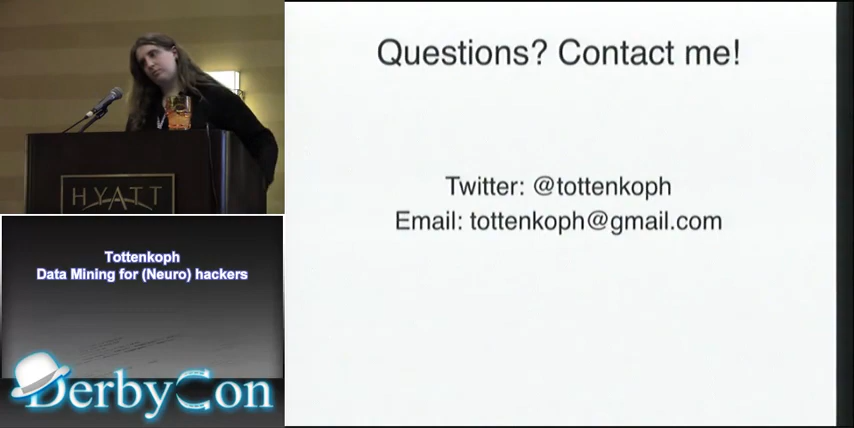 HYATT
Tottenkoph
Data Mining for (Neuro) hackers
DerbyCon
Questions? Contact me!
Twitter: @tottenkoph
Email: tottenkoph@gmail.com